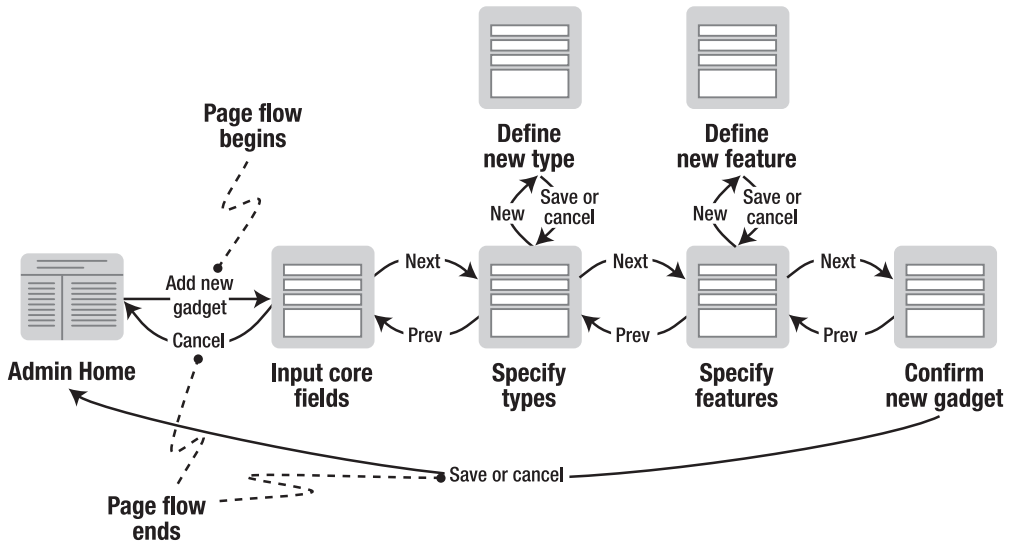 Page flow
begins
Define
new type
Define
new feature
New
Save or
cancel
New
Save or
cancel
Add new
gadget
Cancel
Next
Prev
Next
Prev
Next
Prev
Admin Home
Input core
fields
Specify
types
Specify
features
Confirm
new gadget
Save or cancel
Page flow
ends